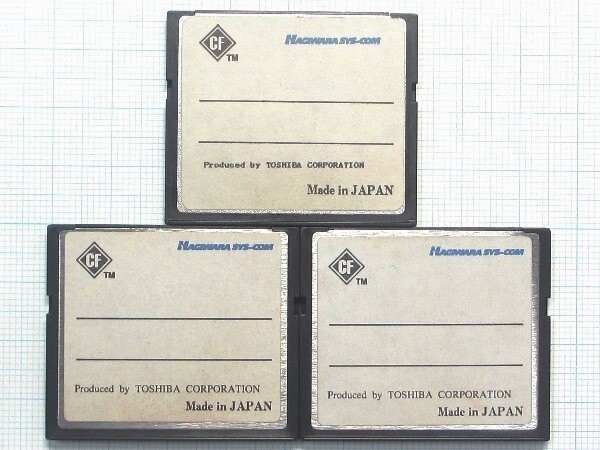 CF TM
HAGIWARA SYS-COM
Produced by TOSHIBA CORPORATION
Made in JAPAN
CF TM
HAGIWARA SYS-COM
Produced by TOSHIBA CORPORATION
Made in JAPAN
CF TM
HAGIWARA SYS-COM
Produced by TOSHIBA CORPORATION
Made in JAPAN